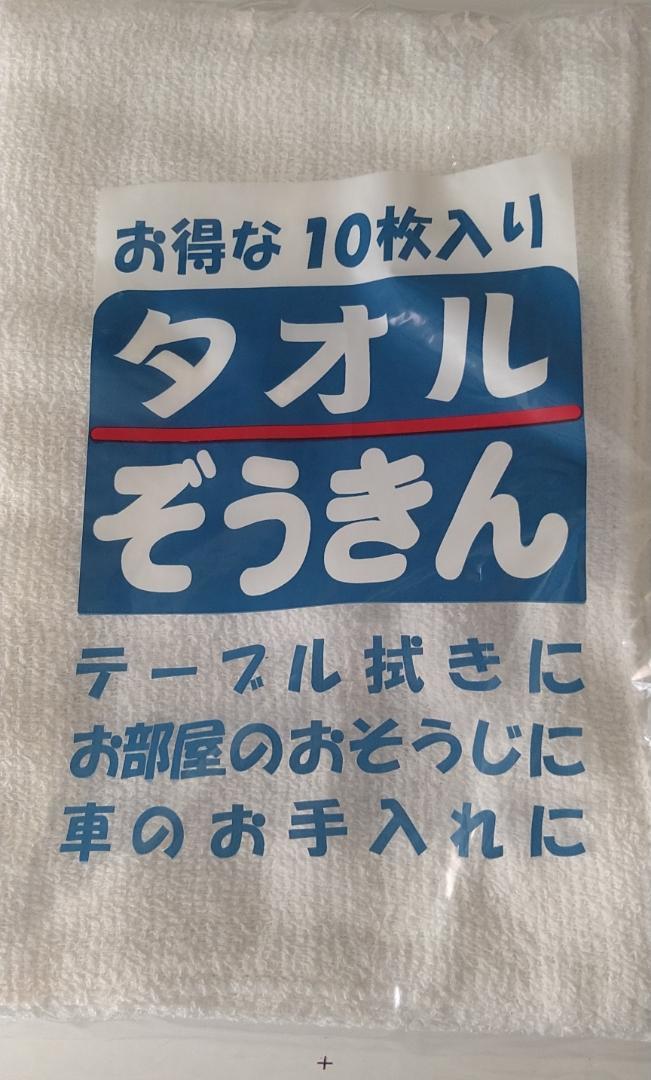 お得な 10枚入り
タオル
ぞうきん
テーブル拭きに
お部屋のおそうじに
車のお手入れに